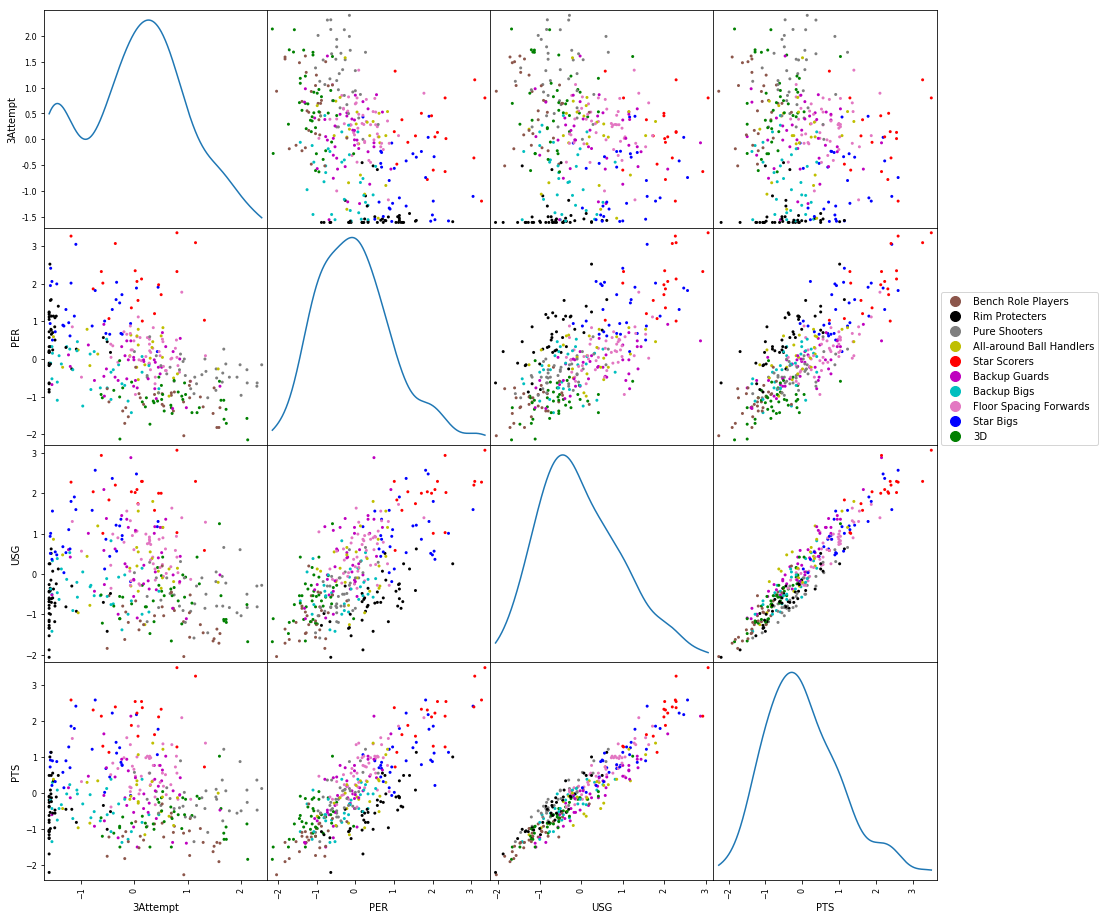 3Attempt
2.0
1.5
1.0
0.5
0.0
−0.5
−1.0
−1.5
PER
3
2
1
0
−1
−2
USG
3
2
1
0
−1
−2
PTS
3
2
1
0
−1
−2
−1 0 1 2
−2 −1 0 1 2 3
−2 −1 0 1 2 3
−2 −1 0 1 2 3
3Attempt PER USG PTS
Bench Role Players
Rim Protecters
Pure Shooters
All-around Ball Handlers
Star Scorers
Backup Guards
Backup Bigs
Floor Spacing Forwards
Star Bigs
3D